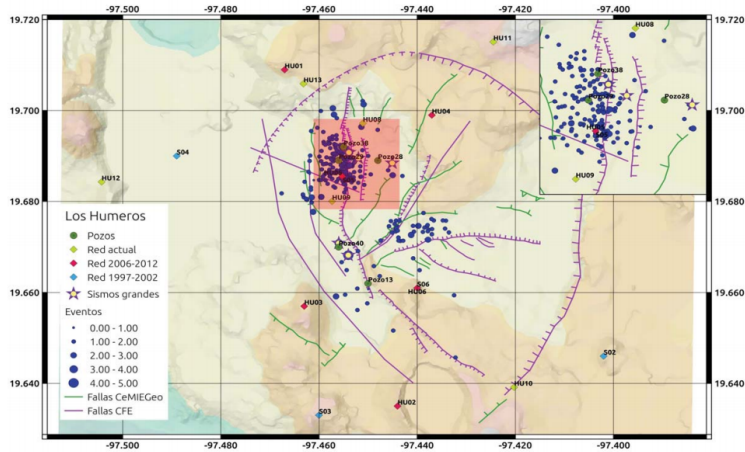 -97.500 -97.480 -97.460 -97.440 -97.420 -97.400
19.720 19.720
HU08
HU11
HU01
HU13
Pozo38
Pozo28
HU04
19.700 19.700
HU08
S04
Pozo38
Pozo28
HU09
HU12
19.680 19.680
HU09
Los Humeros
Pozos
Red actual
Red 2006-2012
Red 1997-2002
Sismos grandes
Eventos
0.00 - 1.00
1.00 - 2.00
2.00 - 3.00
3.00 - 4.00
4.00 - 5.00
Fallas CeMIEGeo
Fallas CFE
Pozo40
Pozo13
S06
HU06
19.660 19.660
HU03
S02
19.640 19.640
HU10
HU02
S03
-97.500 -97.480 -97.460 -97.440 -97.420 -97.400